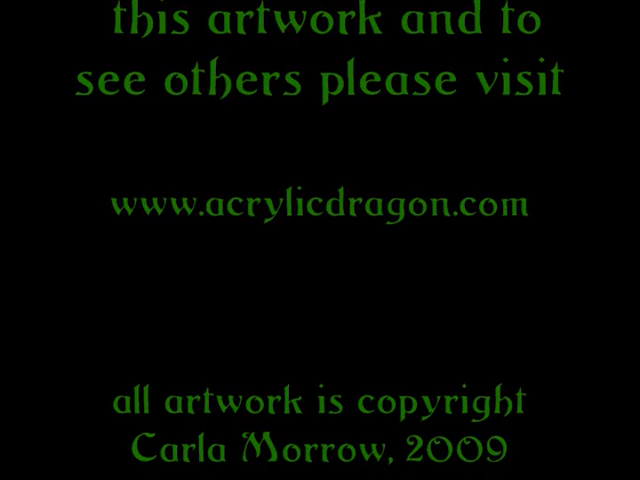 this artwork and to
see others please visit
www.acrylicdragon.com
all artwork is copyright
Carla Morrow, 2009